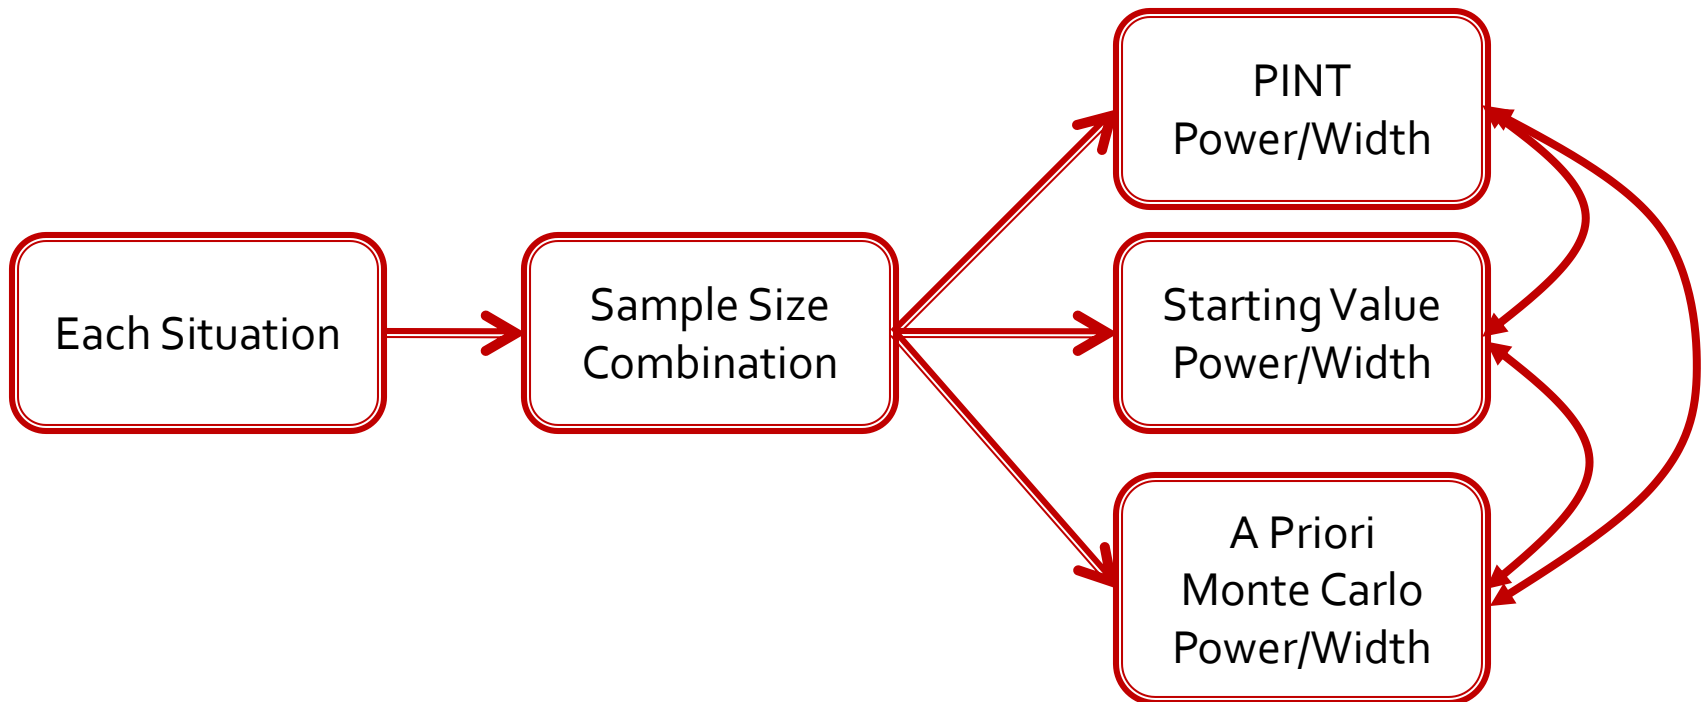 Each Situation
Sample Size
Combination
PINT
Power/Width
Starting Value
Power/Width
A Priori
Monte Carlo
Power/Width